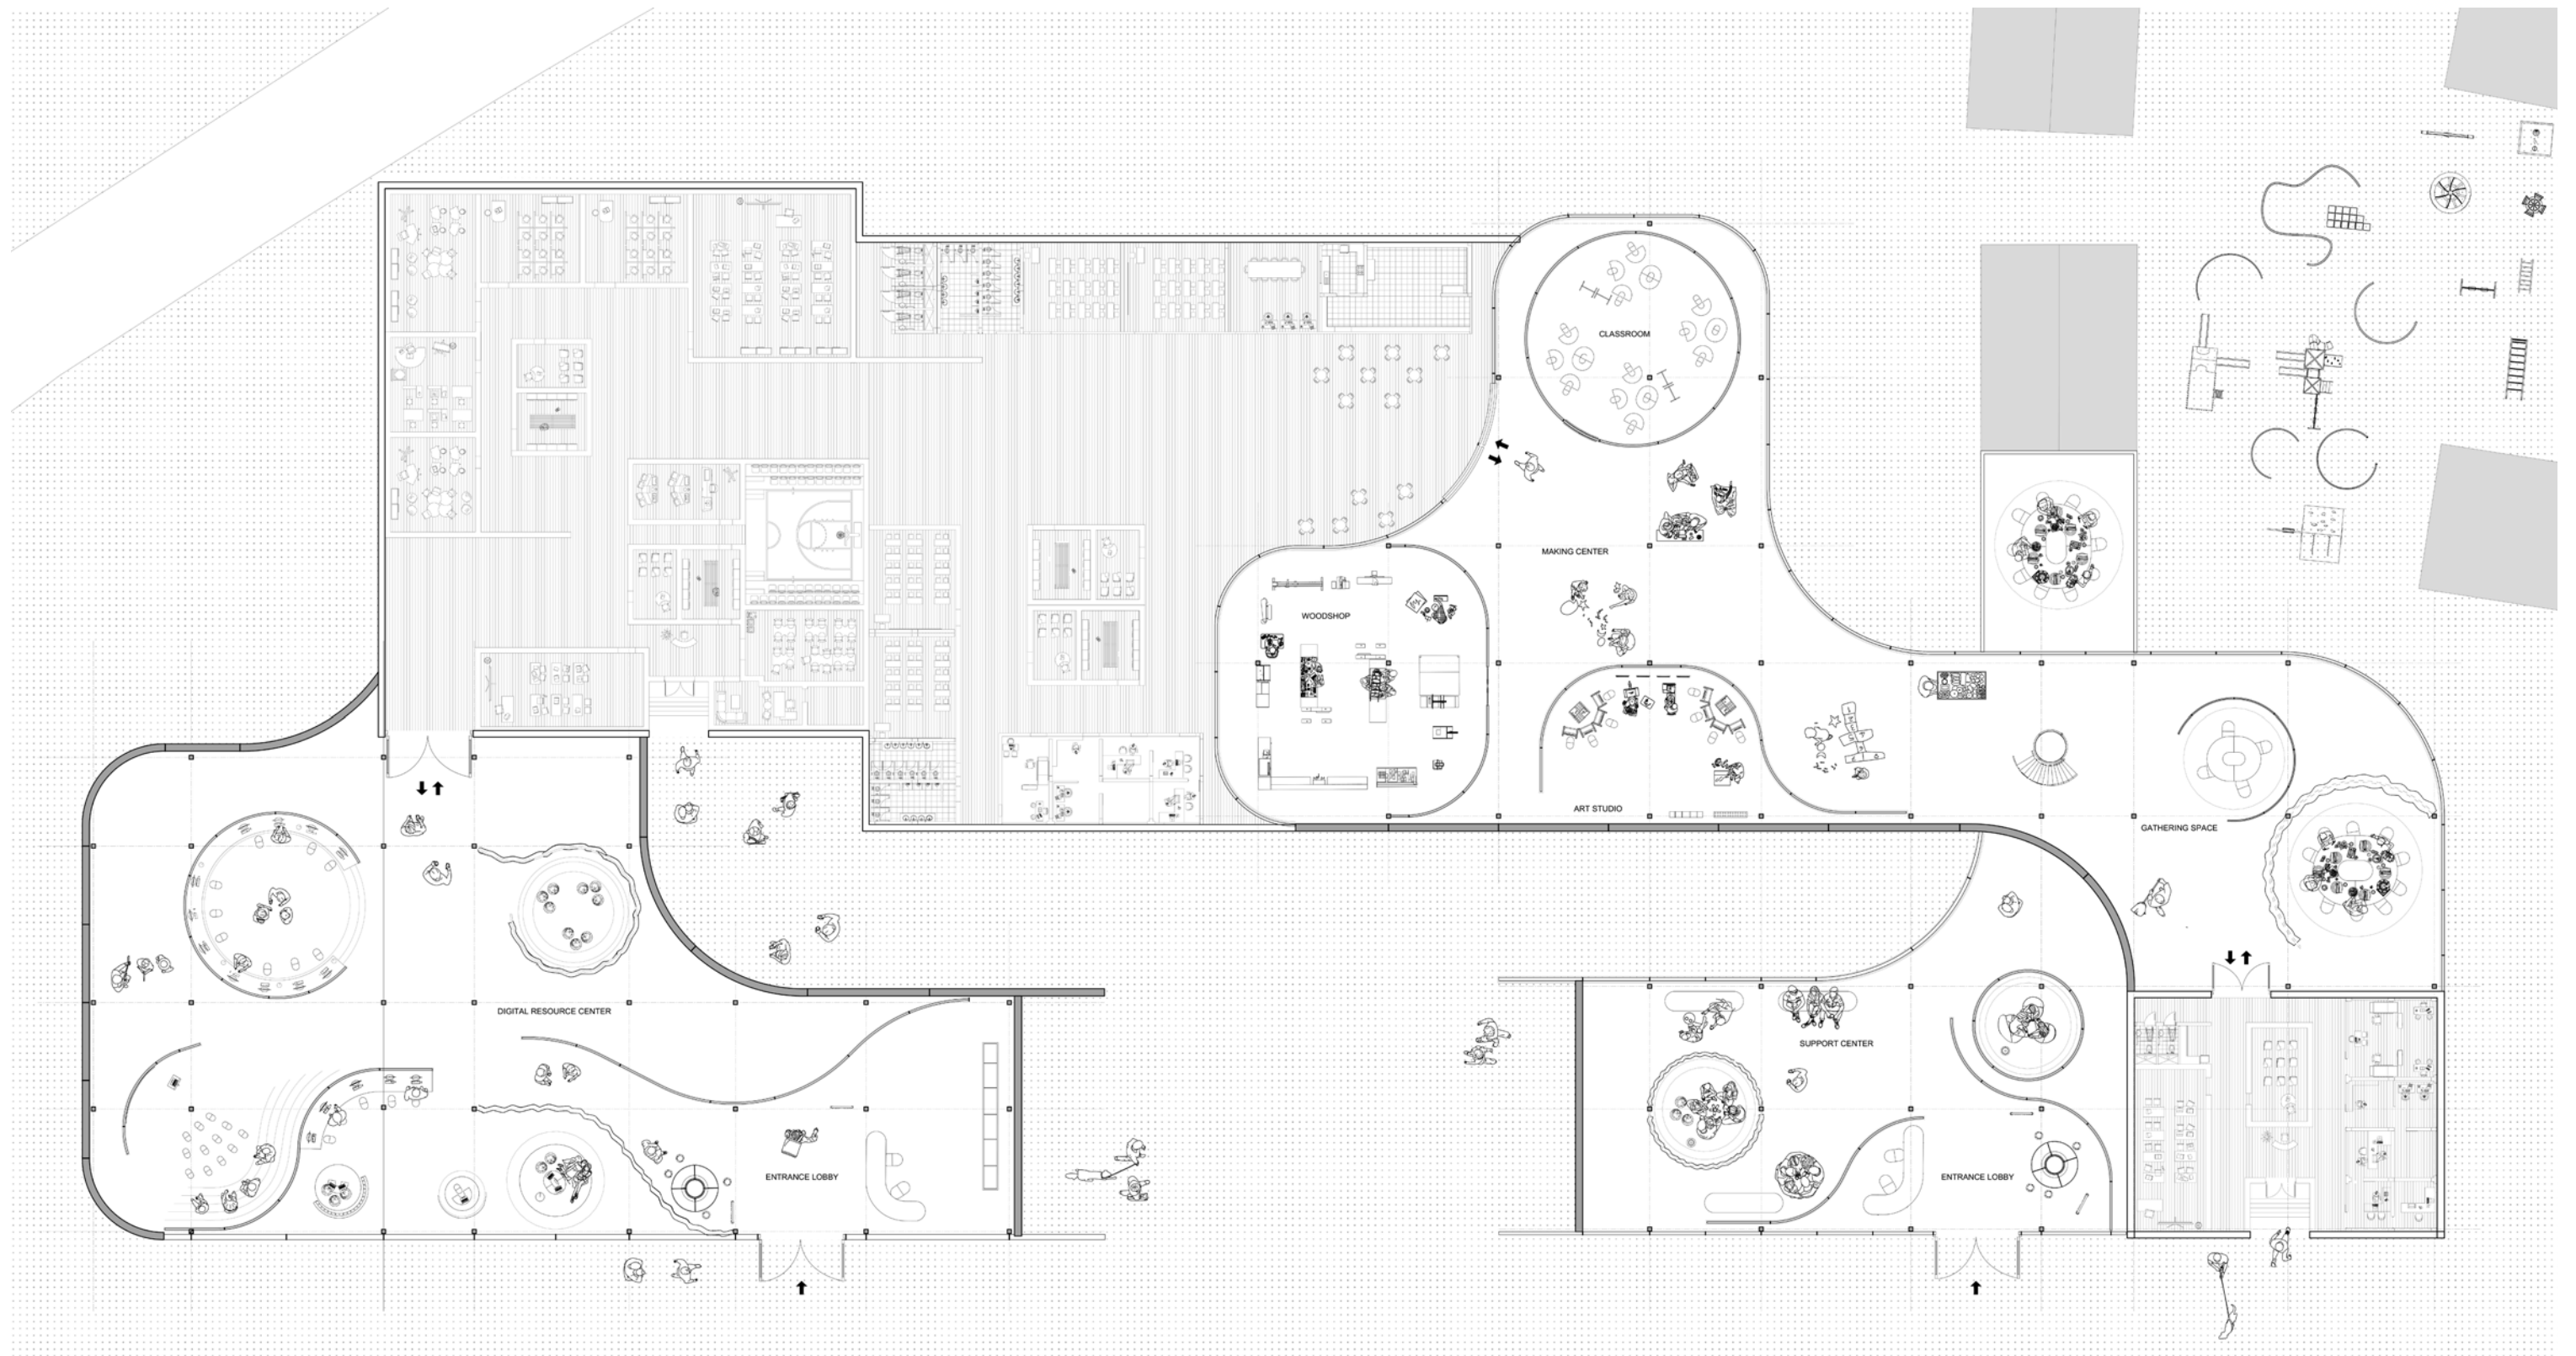 CLASSROOM
MAKING CENTER
WOODSHOP
ART STUDIO
GATHERING SPACE
DIGITAL RESOURCE CENTER
SUPPORT CENTER
ENTRANCE LOBBY
ENTRANCE LOBBY